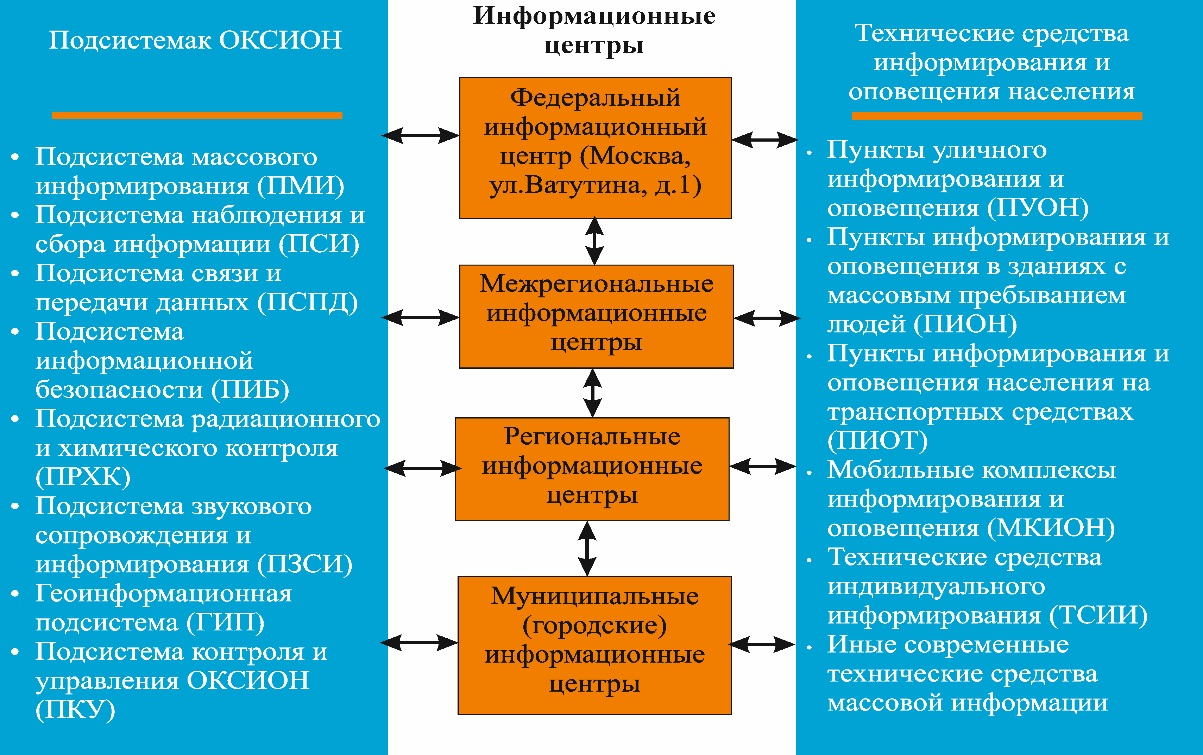 Подсистемак ОКСИОН
• Подсистема массового
информирования (ПМИ)
• Подсистема наблюдения и
сбора информации (ПСИ)
• Подсистема связи и
передачи данных (ПСПД)
• Подсистема
информационной
безопасности (ПИБ)
• Подсистема радиационного
и химического контроля
(ПРХК)
• Подсистема звукового
сопровождения и
информирования (ПЗСИ)
• Геоинформационная
подсистема (ГИП)
• Подсистема контроля и
управления ОКСИОН
(ПКУ)
Информационные
центры
Федеральный
информационный
центр (Москва,
ул.Ватутина, д.1)
Межрегиональные
информационные
центры
Региональные
информационные
центры
Муниципальные
(городские)
информационные
центры
Технические средства
информирования и
оповещения населения
• Пункты уличного
информирования и
оповещения (ПУОН)
• Пункты информирования и
оповещения в зданиях с
массовым пребыванием
людей (ПИОН)
• Пункты информирования и
оповещения населения на
транспортных средствах
(ПИОТ)
• Мобильные комплексы
информирования и
оповещения (МКИОН)
• Технические средства
индивидуального
информирования (ТСИИ)
• Иные современные
технические средства
массовой информации